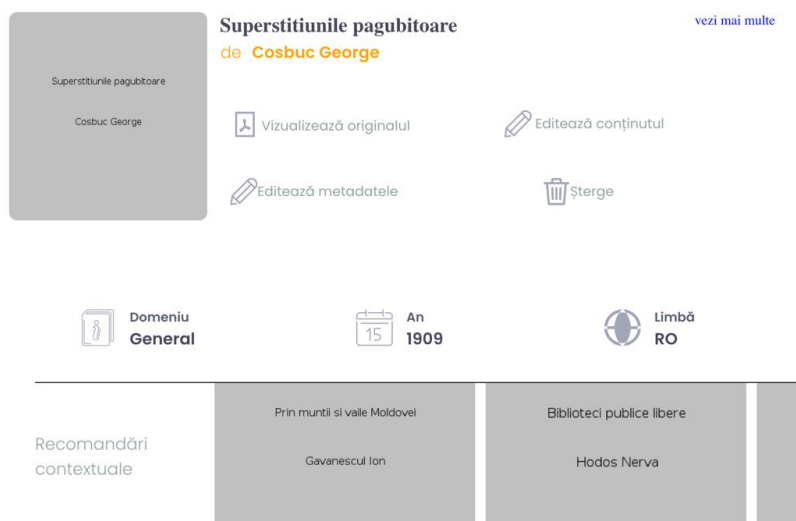 Superstitiunile pagubitoare
Cosbuc George
Superstitiunile pagubitoare
de Cosbuc George
vezi mai multe
Vizualizează originalul
Editează conținutul
Editează metadatele
Șterge
Domeniu
General
15
An
1909
Limbă
RO
Recomandări
contextuale
Prin muntii si vaile Moldovei
Gavanescul Ion
Biblioteci publice libere
Hodos Nerva